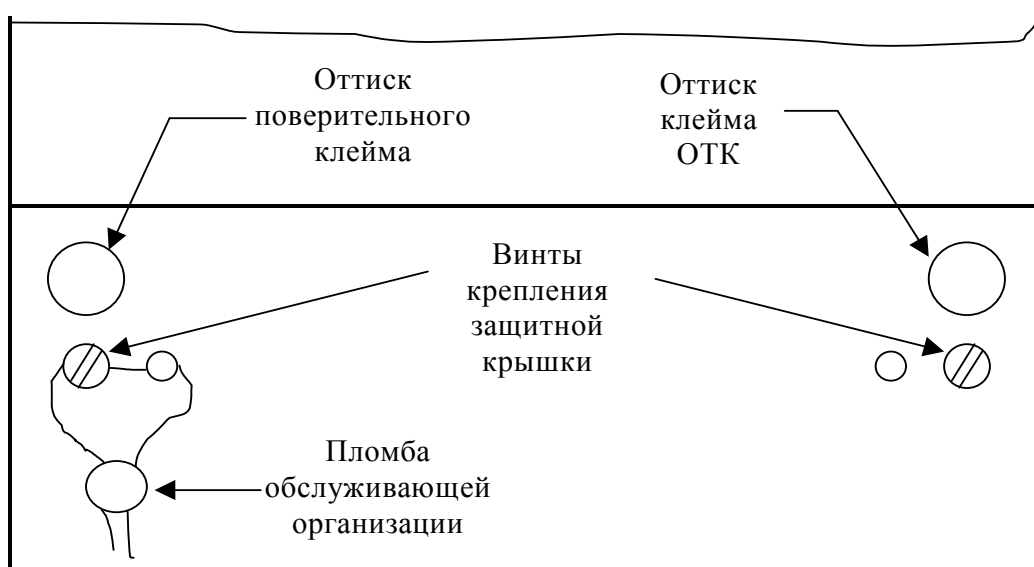 Оттиск
поверительного
клейма
Оттиск
клейма
ОТК
Винты
крепления
защитной
крышки
Пломба
обслуживающей
организации